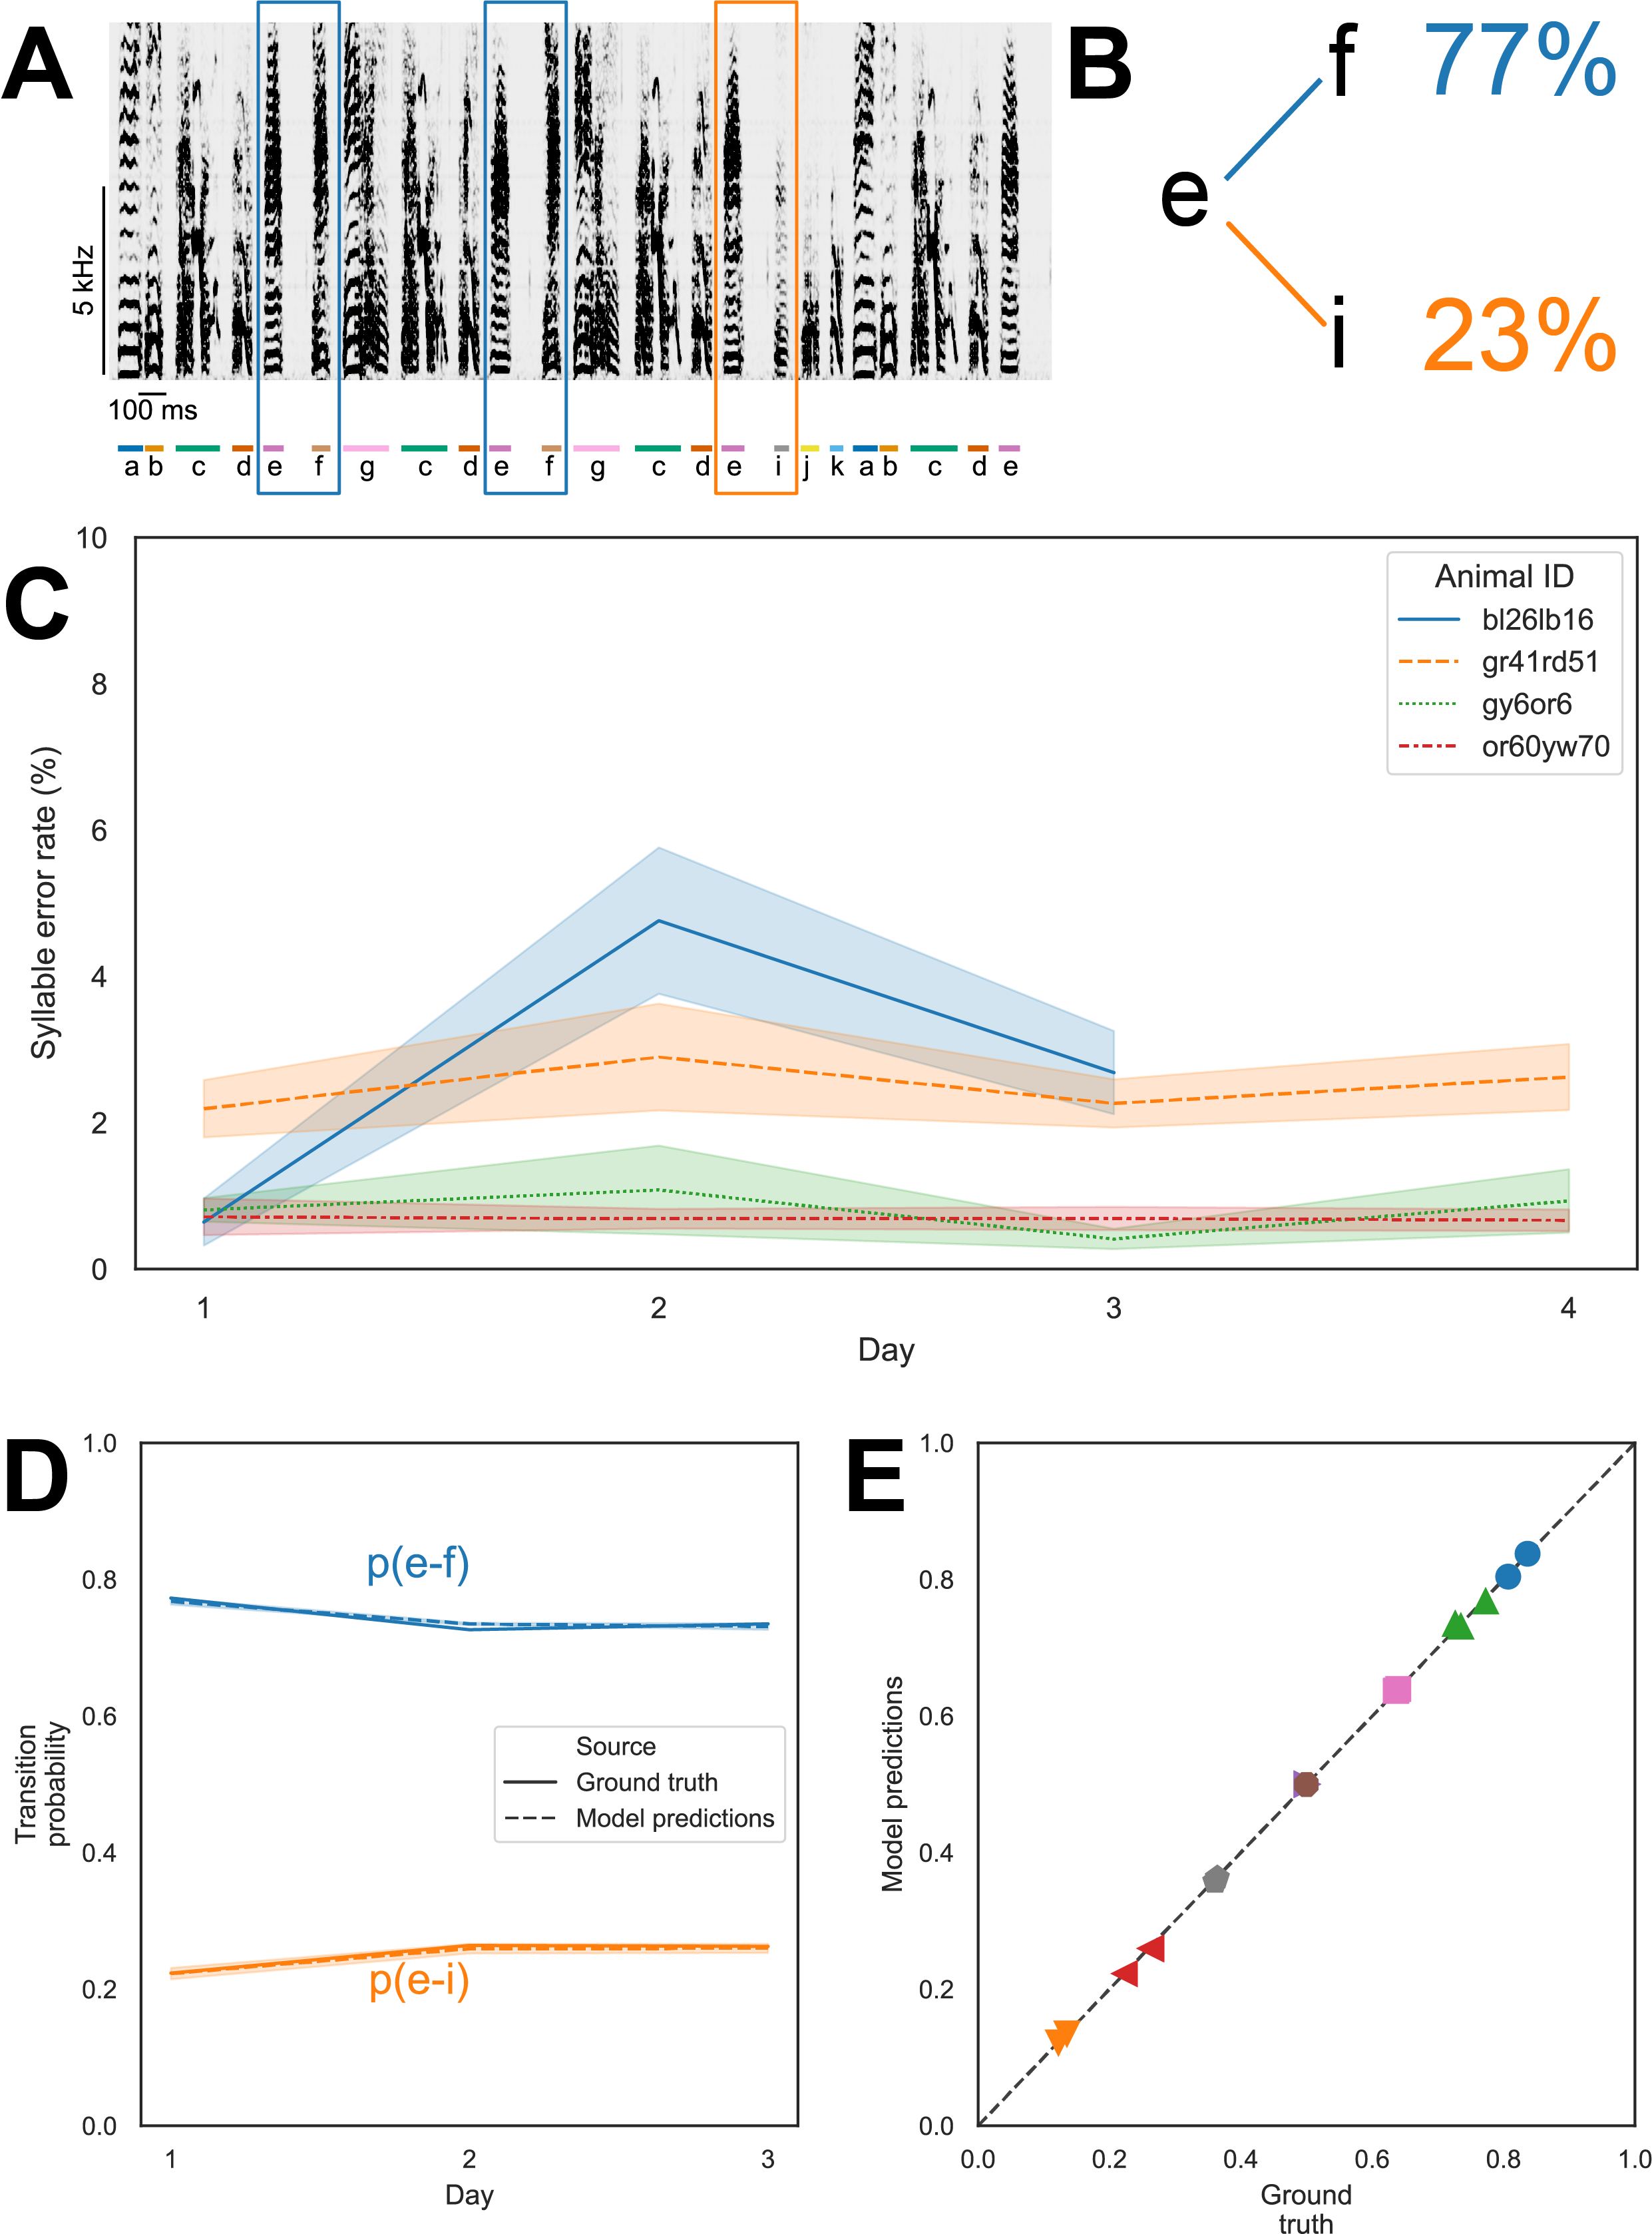 A
B
f 77%
e
i 23%
5 kHz
100 ms
a b c d e f g c d e f g c d e i j k a b c d e
C
10
8
6
4
2
0
Syllable error rate (%)
Animal ID
bl26lb16
gr41rd51
gy6or6
or60yw70
1 2 3 4
Day
D
1.0
0.8
0.6
0.4
0.2
0.0
Transition
probability
p(e-f)
Source
Ground truth
Model predictions
p(e-i)
1 2 3
Day
E
1.0
0.8
0.6
0.4
0.2
0.0
Model predictions
0.0 0.2 0.4 0.6 0.8 1.0
Ground
truth